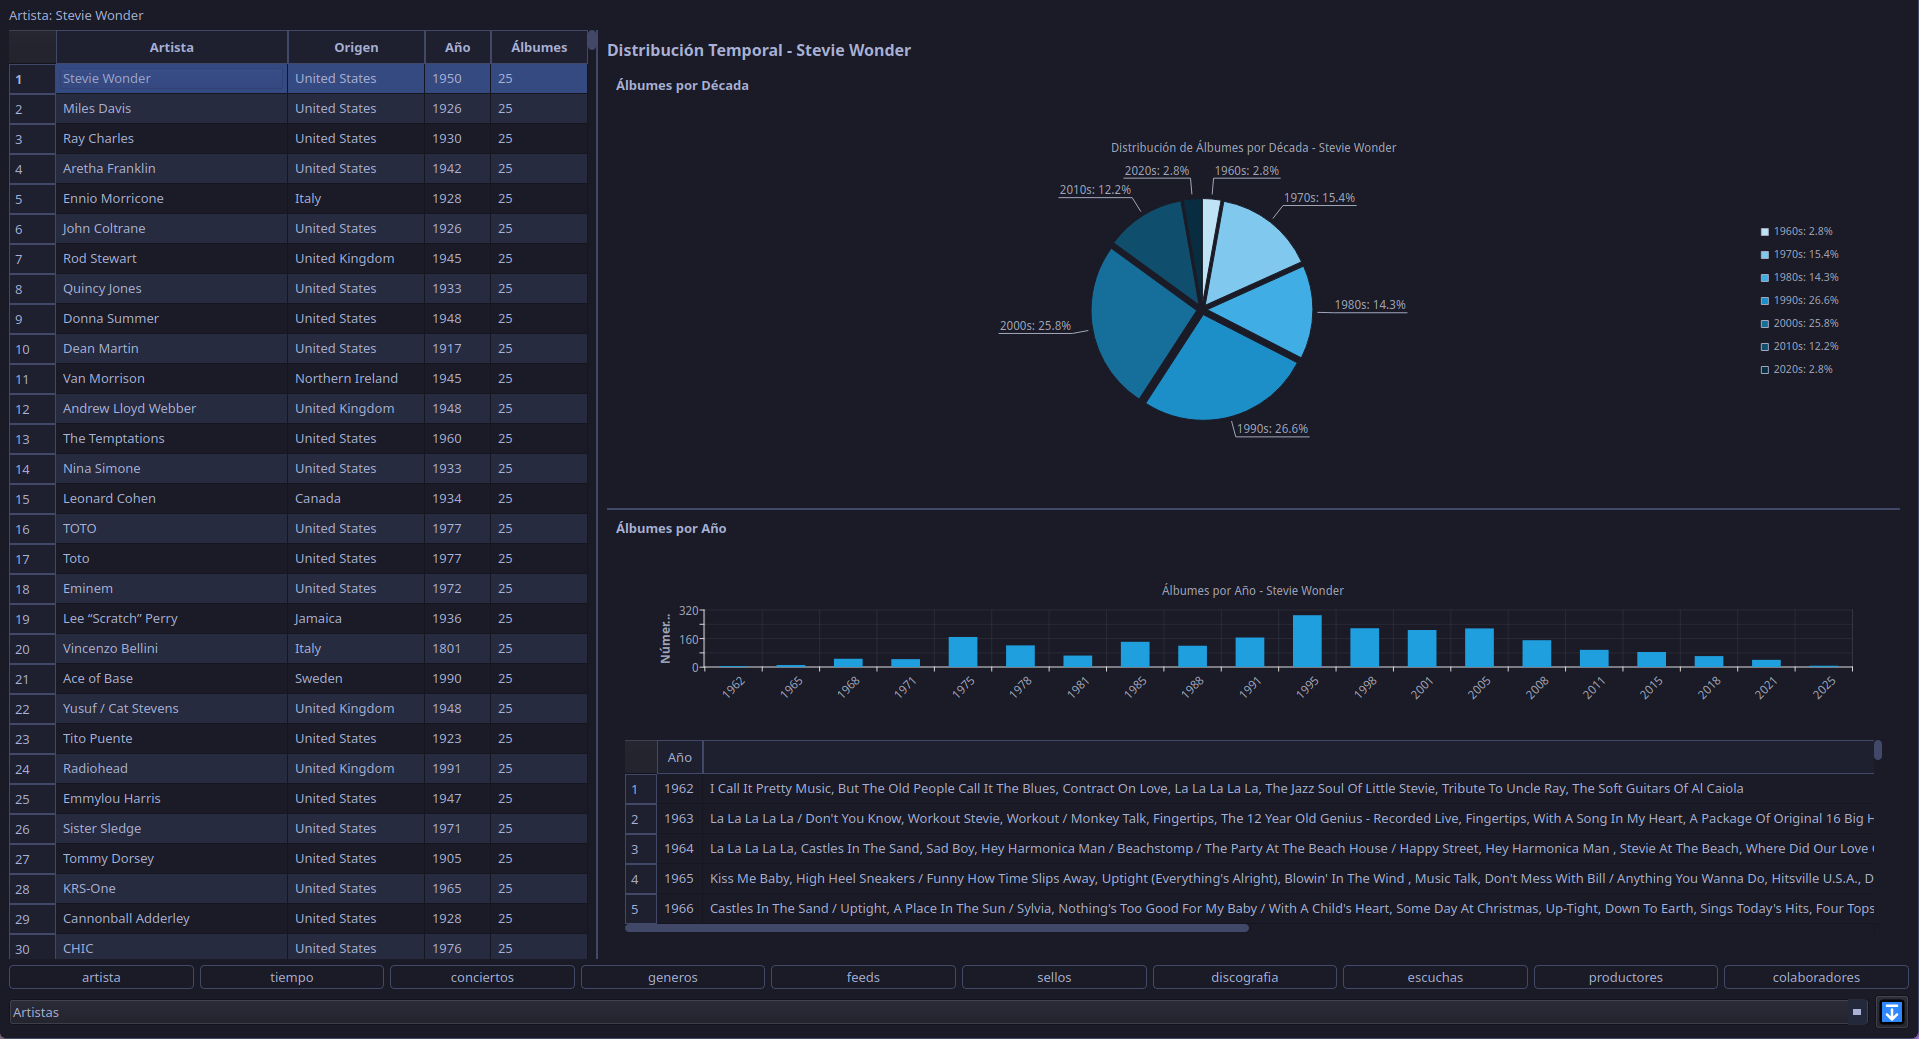 Artista: Stevie Wonder
Artista Origen Año Álbumes
1 Stevie Wonder United States 1950 25
2 Miles Davis United States 1926 25
3 Ray Charles United States 1930 25
4 Aretha Franklin United States 1942 25
5 Ennio Morricone Italy 1928 25
6 John Coltrane United States 1926 25
7 Rod Stewart United Kingdom 1945 25
8 Quincy Jones United States 1933 25
9 Donna Summer United States 1948 25
10 Dean Martin United States 1917 25
11 Van Morrison Northern Ireland 1945 25
12 Andrew Lloyd Webber United Kingdom 1948 25
13 The Temptations United States 1960 25
14 Nina Simone United States 1933 25
15 Leonard Cohen Canada 1934 25
16 TOTO United States 1977 25
17 Toto United States 1977 25
18 Eminem United States 1972 25
19 Lee “Scratch” Perry Jamaica 1936 25
20 Vincenzo Bellini Italy 1801 25
21 Ace of Base Sweden 1990 25
22 Yusuf / Cat Stevens United Kingdom 1948 25
23 Tito Puente United States 1923 25
24 Radiohead United Kingdom 1991 25
25 Emmylou Harris United States 1947 25
26 Sister Sledge United States 1971 25
27 Tommy Dorsey United States 1905 25
28 KRS-One United States 1965 25
29 Cannonball Adderley United States 1928 25
30 CHIC United States 1976 25
Distribución Temporal - Stevie Wonder
Álbumes por Década
Distribución de Álbumes por Década - Stevie Wonder
2020s: 2.8%
1960s: 2.8%
2010s: 12.2%
1970s: 15.4%
1980s: 14.3%
2000s: 25.8%
1990s: 26.6%
1960s: 2.8%
1970s: 15.4%
1980s: 14.3%
1990s: 26.6%
2000s: 25.8%
2010s: 12.2%
2020s: 2.8%
Álbumes por Año
Álbumes por Año - Stevie Wonder
Númer...
320
160
0
1962 1965 1968 1971 1975 1978 1981 1985 1988 1991 1995 1998 2001 2005 2008 2011 2015 2018 2021 2025
Año
1 1962 I Call It Pretty Music, But The Old People Call It The Blues, Contract On Love, La La La La La, The Jazz Soul Of Little Stevie, Tribute To Uncle Ray, The Soft Guitars Of Al Caiola
2 1963 La La La La La / Don't You Know, Workout Stevie, Workout / Monkey Talk, Fingertips, The 12 Year Old Genius - Recorded Live, Fingertips, With A Song In My Heart, A Package Of Original 16 Big H
3 1964 La La La La La, Castles In The Sand, Sad Boy, Hey Harmonica Man / Beachstomp / The Party At The Beach House / Happy Street, Hey Harmonica Man , Stevie At The Beach, Where Did Our Love
4 1965 Kiss Me Baby, High Heel Sneakers / Funny How Time Slips Away, Uptight (Everything's Alright), Blowin' In The Wind , Music Talk, Don't Mess With Bill / Anything You Wanna Do, Hitsville U.S.A., D
5 1966 Castles In The Sand / Uptight, A Place In The Sun / Sylvia, Nothing's Too Good For My Baby / With A Child's Heart, Some Day At Christmas, Up-Tight, Down To Earth, Sings Today's Hits, Four Tops
artista tiempo conciertos generos feeds sellos discografia escuchas productores colaboradores
Artistas